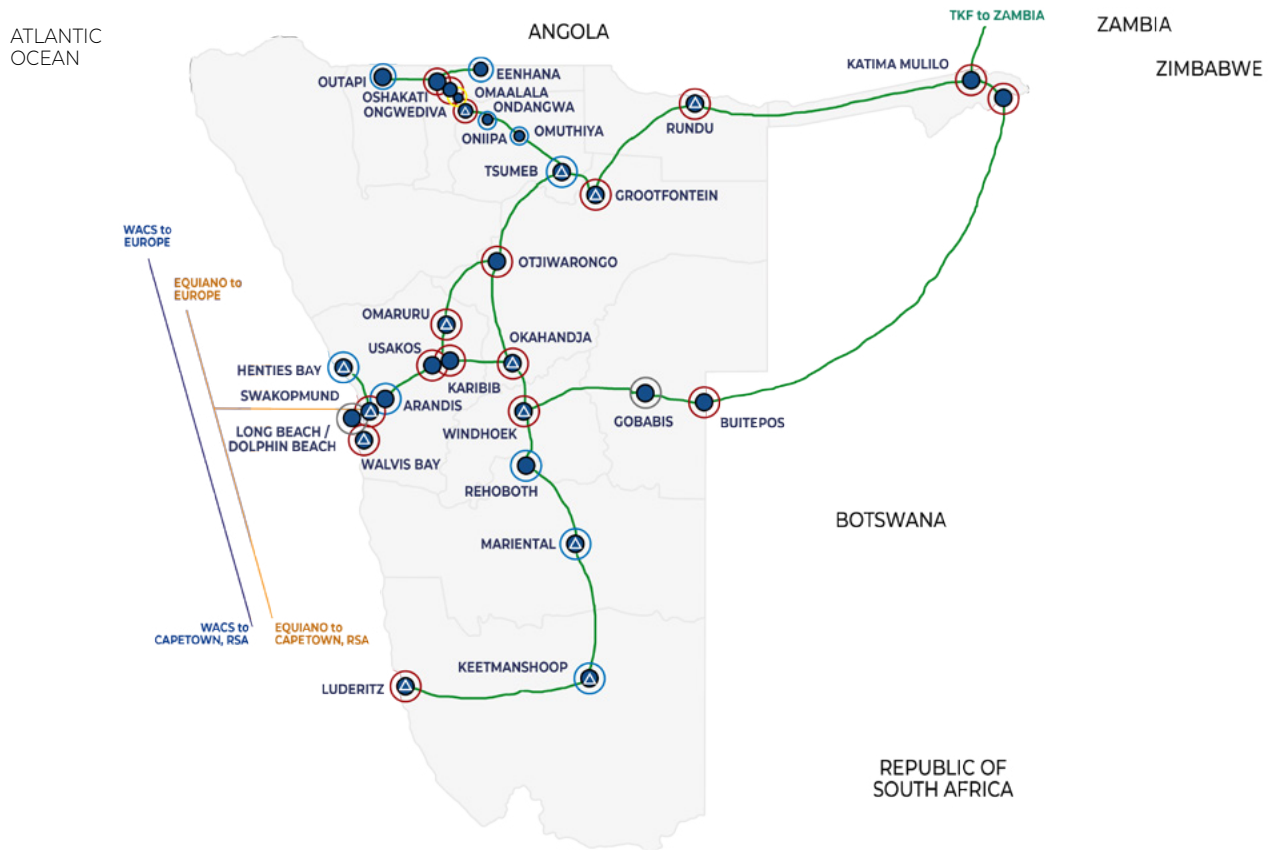 TKF to ZAMBIA
ZAMBIA
ATLANTIC
OCEAN
ANGOLA
ZIMBABWE
KATIMA MULILO
OUTAPI
EENHANA
OSHAKATI
OMAALALA
ONGWEDIVA
ONDANGWA
ONIIPA
OMUTHIYA
RUNDU
TSUMEB
GROOTFONTEIN
WACS to
EUROPE
EQUIANO to
EUROPE
OTJIWARONGO
OMARURU
USAKOS
OKAHANDJA
HENTIES BAY
KARIBIB
SWAKOPMUND
ARANDIS
LONG BEACH /
DOLPHIN BEACH
WALVIS BAY
WINDHOEK
GOBABIS
BUITEPOS
REHOBOTH
BOTSWANA
MARIENTAL
WACS to
CAPETOWN, RSA
EQUIANO to
CAPETOWN, RSA
KEETMANSHOOP
LUDERITZ
REPUBLIC OF
SOUTH AFRICA